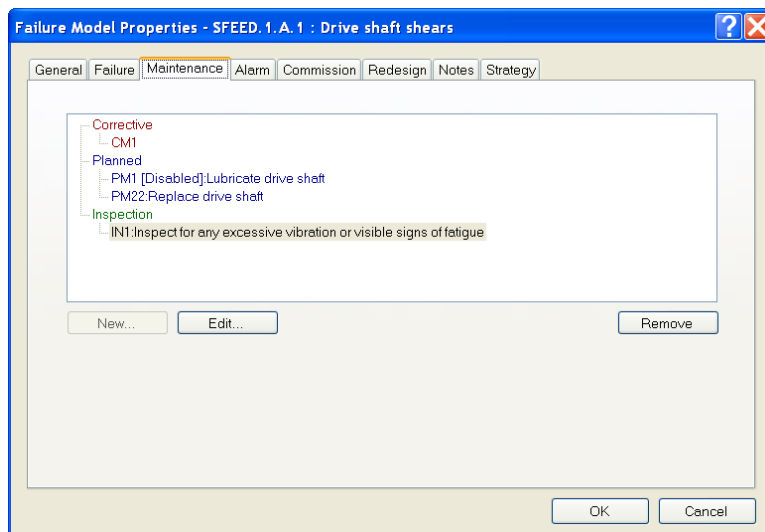 Failure Model Properties - SFEED.1.A.1 : Drive shaft shears
General Failure Maintenance Alarm Commission Redesign Notes Strategy
Corrective
CM1
Planned
PM1 [Disabled]:Lubricate drive shaft
PM22:Replace drive shaft
Inspection
IN1:Inspect for any excessive vibration or visible signs of fatigue
New... Edit... Remove
OK Cancel